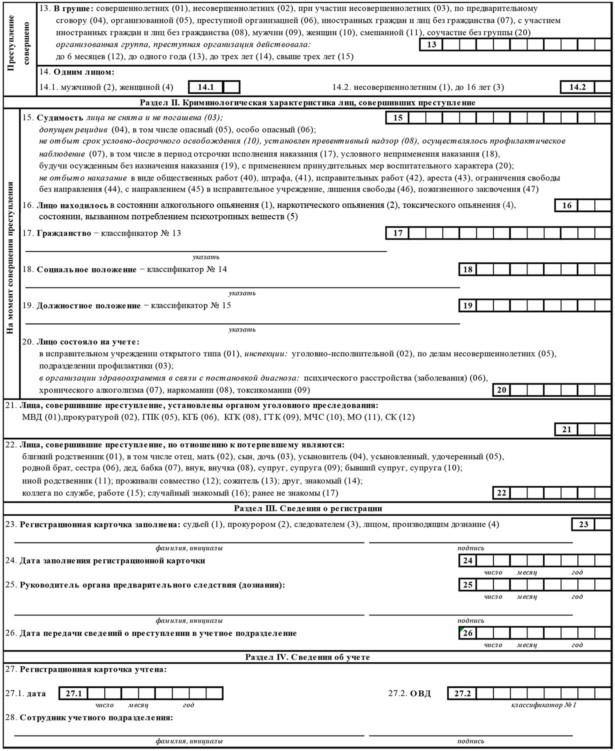 Преступление совершено
13. В группе: совершеннолетних (01), несовершеннолетних (02), при участии несовершеннолетних (03), по предварительному
сговору (04), организованной (05), преступной организацией (06), иностранных граждан и лиц без гражданства (07), с участием
иностранных граждан и лиц без гражданства (08), мужчин (09), женщин (10), смешанной (11), соучастие без группы (20)
организованная группа, преступная организация действовала: 13
до 6 месяцев (12), до одного года (13), до трех лет (14), свыше трех лет (15)
14. Одним лицом:
14.1. мужчиной (2), женщиной (4) 14.1 14.2. несовершеннолетним (1), до 16 лет (3) 14.2
Раздел II. Криминологическая характеристика лиц, совершивших преступление
На момент совершения преступления
15. Судимость лица не снята и не погашена (03); 15
допущен рецидив (04), в том числе опасный (05), особо опасный (06);
не отбыт срок условно-досрочного освобождения (10), установлен превентивный надзор (08), осуществлялось профилактическое
наблюдение (07), в том числе в период отсрочки исполнения наказания (17), условного неприменения наказания (18),
будучи осужденным без назначения наказания (19), с применением принудительных мер воспитательного характера (20);
не отбыто наказание в виде общественных работ (40), штрафа, (41), исправительных работ (42), ареста (43), ограничения свободы
без направления (44), с направлением (45) в исправительное учреждение, лишения свободы (46), пожизненного заключения (47)
16. Лицо находилось в состоянии алкогольного опьянения (1), наркотического опьянения (2), токсического опьянения (4), 16
состоянии, вызванном потреблением психотропных веществ (5)
17. Гражданство – классификатор № 13 17
указать
18. Социальное положение – классификатор № 14 18
указать
19. Должностное положение – классификатор № 15 19
указать
20. Лицо состояло на учете:
в исправительном учреждении открытого типа (01), инспекции: уголовно-исполнительной (02), по делам несовершеннолетних (05),
подразделении профилактики (03);
в организации здравоохранения в связи с постановкой диагноза: психического расстройства (заболевания) (06),
хронического алкоголизма (07), наркомании (08), токсикомании (09) 20
21. Лица, совершившие преступление, установлены органом уголовного преследования:
МВД (01),прокуратурой (02), ГПК (05), КГБ (06), КГК (08), ГТК (09), МЧС (10), МО (11), СК (12)
21
22. Лица, совершившие преступление, по отношению к потерпевшему являются:
близкий родственник (01), в том числе отец, мать (02), сын, дочь (03), усыновитель (04), усыновленный, удочеренный (05),
родной брат, сестра (06), дед, бабка (07), внук, внучка (08), супруг, супруга (09); бывший супруг, супруга (10);
иной родственник (11); проживали совместно (12); сожитель (13); друг, знакомый (14);
коллега по службе, работе (15); случайный знакомый (16); ранее не знакомы (17) 22
Раздел III. Сведения о регистрации
23. Регистрационная карточка заполнена: судьей (1), прокурором (2), следователем (3), лицом, производящим дознание (4) 23
фамилия, инициалы подпись
24. Дата заполнения регистрационной карточки 24
число месяц год
25. Руководитель органа предварительного следствия (дознания): 25
число месяц год
фамилия, инициалы подпись
26. Дата передачи сведений о преступлении в учетное подразделение 26
число месяц год
Раздел IV. Сведения об учете
27. Регистрационная карточка учтена:
27.1. дата 27.1 27.2. ОВД 27.2
число месяц год классификатор №1
28. Сотрудник учетного подразделения:
фамилия, инициалы подпись